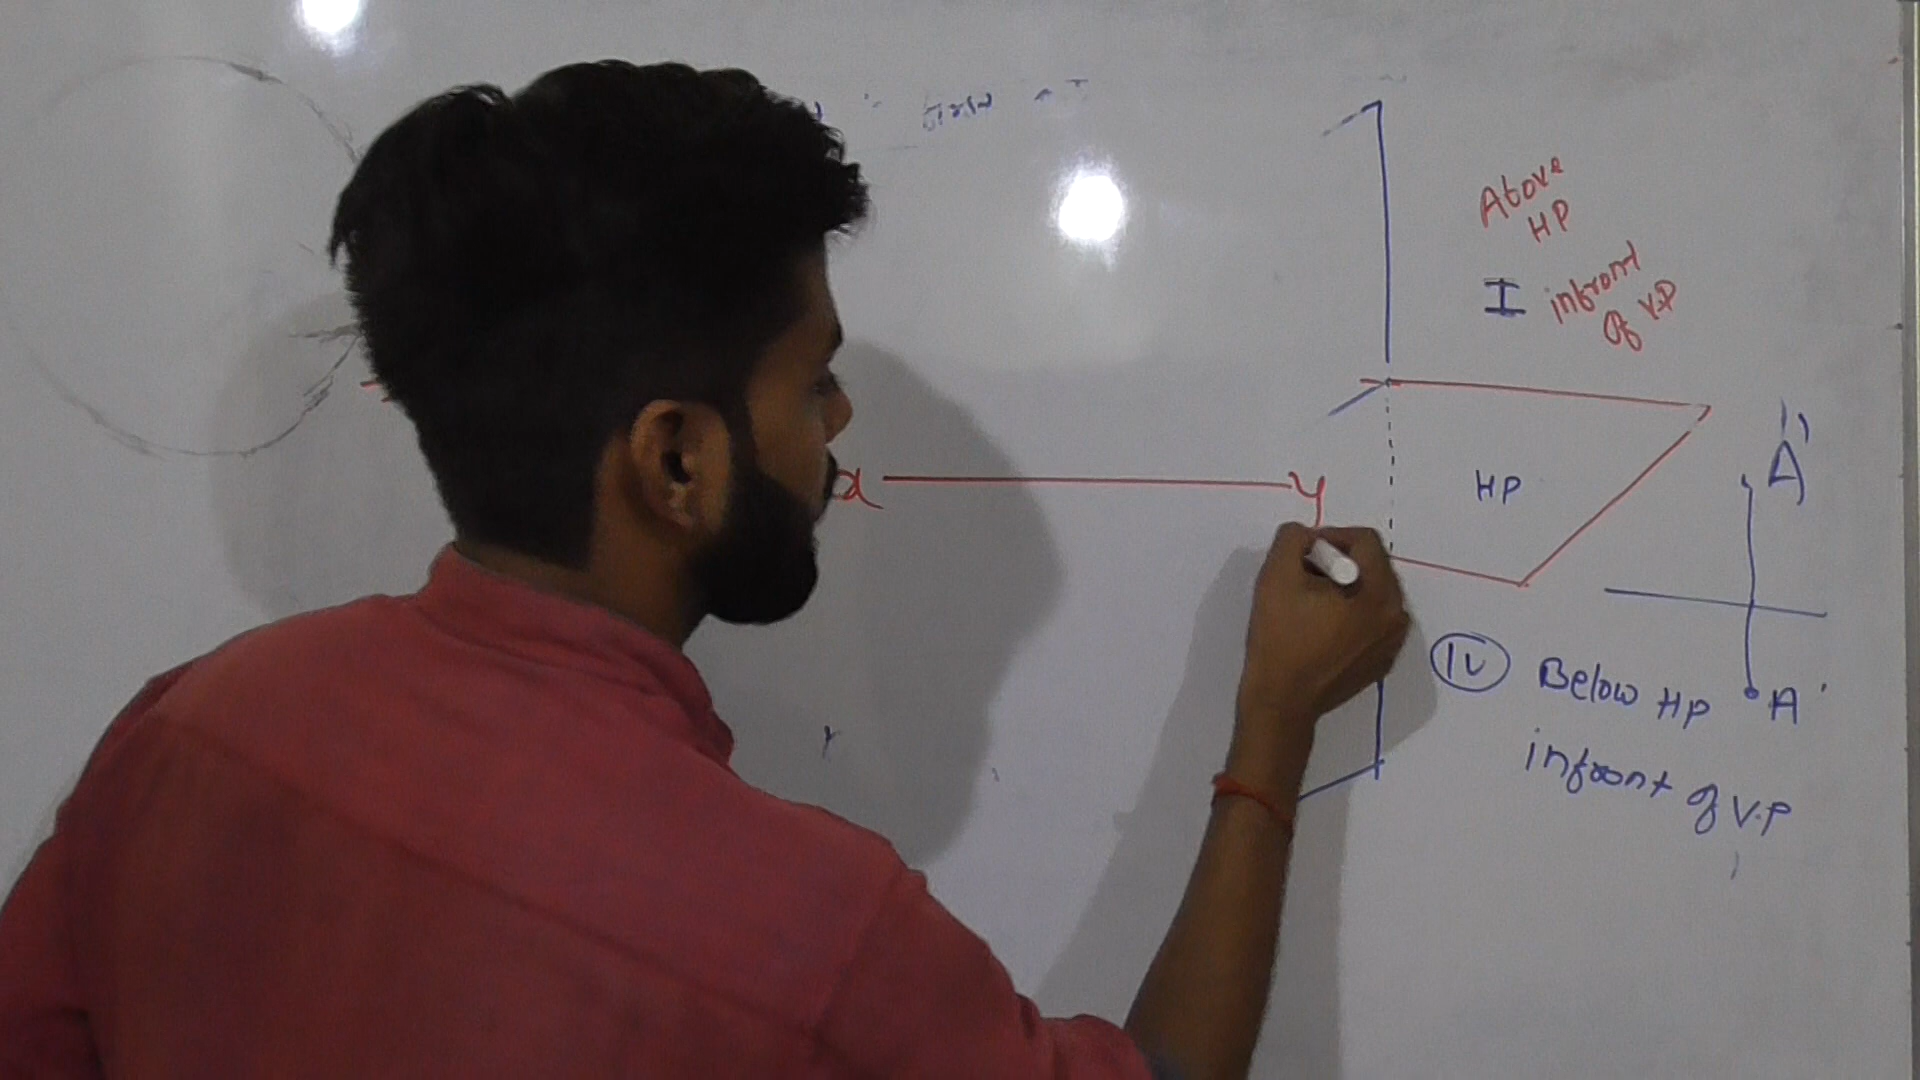 Above
HP
I infront
of V.P
x y
HP
A
IV Below HP A'
infront of V.P